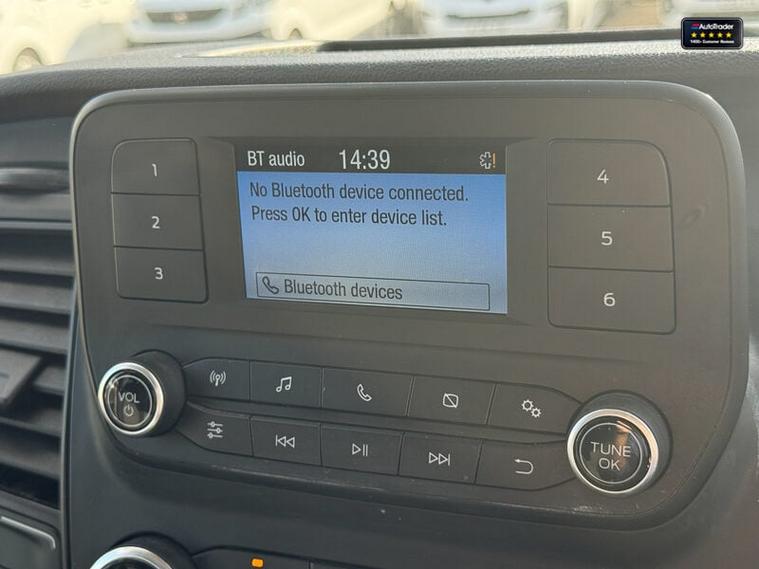 AutoTrader
BT audio 14:39
No Bluetooth device connected.
Press OK to enter device list.
Bluetooth devices
1
2
3
4
5
6
VOL
TUNE
OK